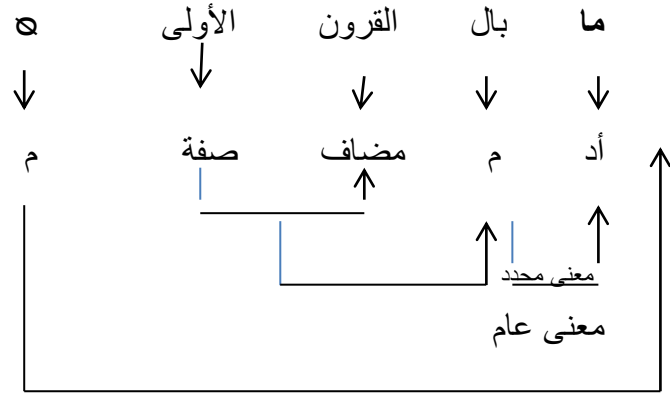 ما بال القرون الأولى ∅
أد م مضاف صفة م
معنى محدد
معنى عام